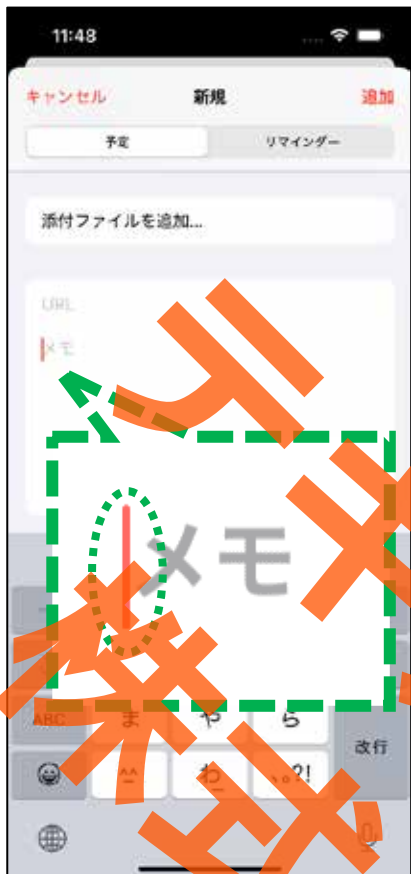 11:48
キャンセル 新規 追加
予定 リマインダー
添付ファイルを追加...
URL
メモ
メモ
ABC ま や ら 改行
^^ わ_ 、。?!